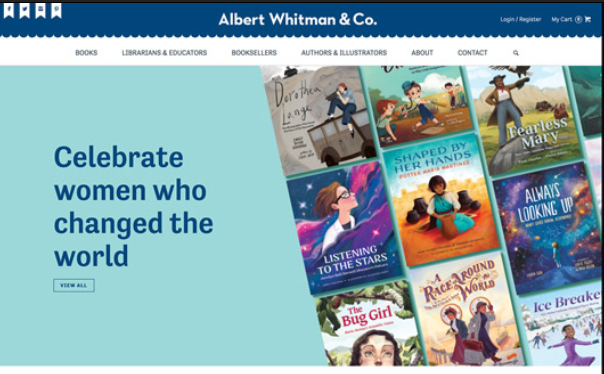 Albert Whitman & Co.
Login / Register My Cart 0
BOOKS LIBRARIANS & EDUCATORS BOOKSELLERS AUTHORS & ILLUSTRATORS ABOUT CONTACT
Celebrate
women who
changed the
world
VIEW ALL
Dorothea
Lange
Fearless
Mary
SHAPED BY
HER HANDS
POTTER MARIA MARTINEZ
LISTENING
TO THE STARS
ALWAYS
LOOKING UP
The
Bug Girl
A
RACE AROUND
THE
WORLD
Ice Breake